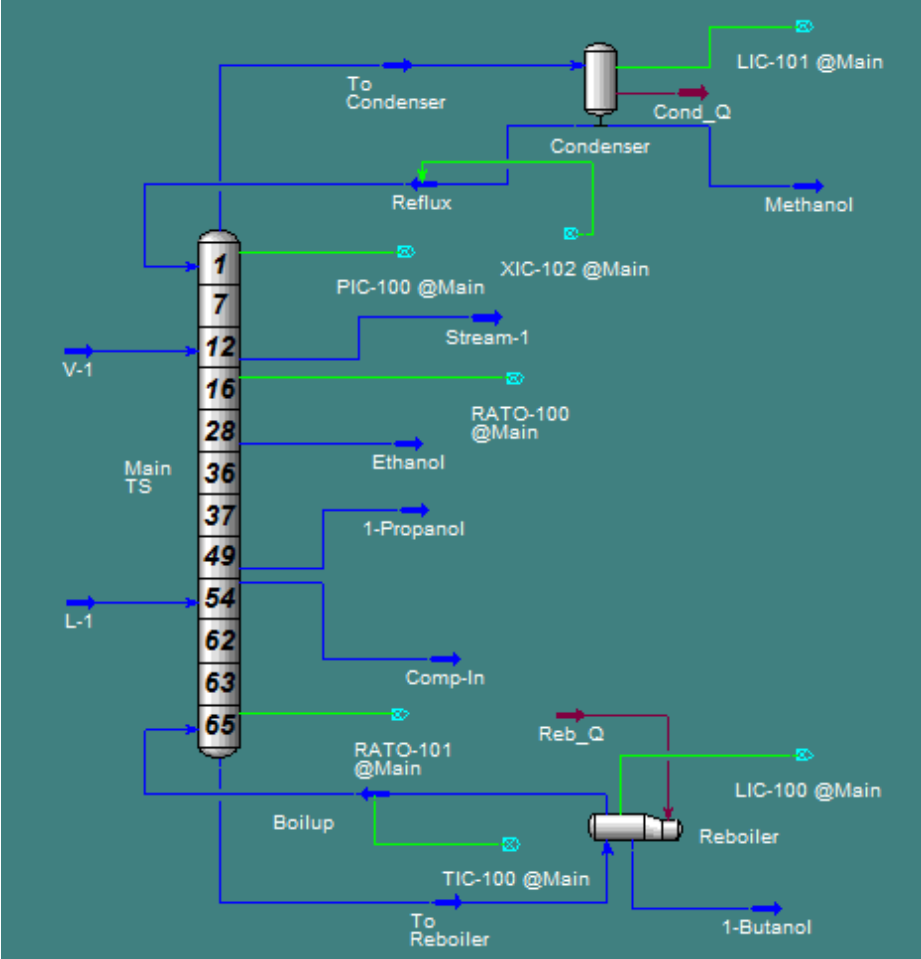 LIC-101 @Main
To
Condenser
Cond_Q
Condenser
Reflux
Methanol
1
PIC-100 @Main
XIC-102 @Main
7
Stream-1
12
V-1
16
RATO-100
@Main
28
Ethanol
Main
TS
36
37
1-Propanol
49
54
L-1
62
Comp-In
63
65
Reb_Q
RATO-101
@Main
LIC-100 @Main
Boilup
Reboiler
TIC-100 @Main
To
Reboiler
1-Butanol